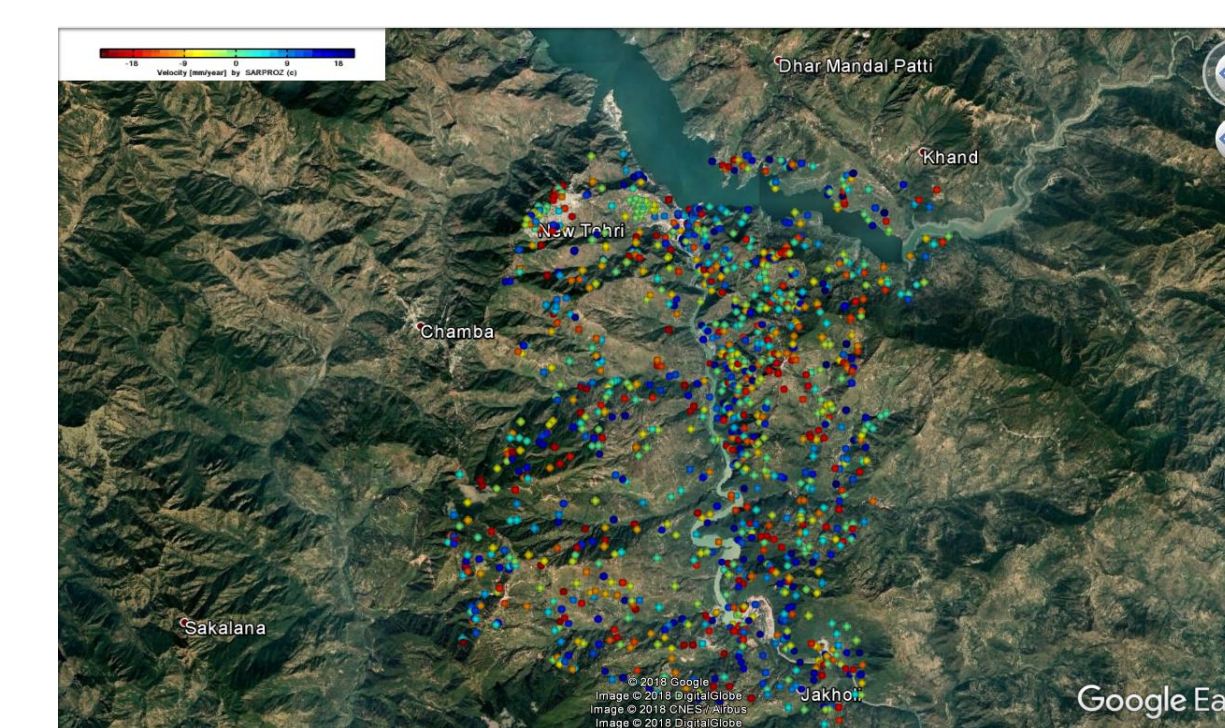 -18 -9 0 9 18
Velocity [mm/year] by SARPROZ (c)
Dhar Mandal Patti
Khand
New Tehri
Chamba
Sakalana
© 2018 Google
Image © 2018 DigitalGlobe
Jakholi
Google Ea
Image © 2018 CNES / Airbus
Image © 2018 DigitalGlobe